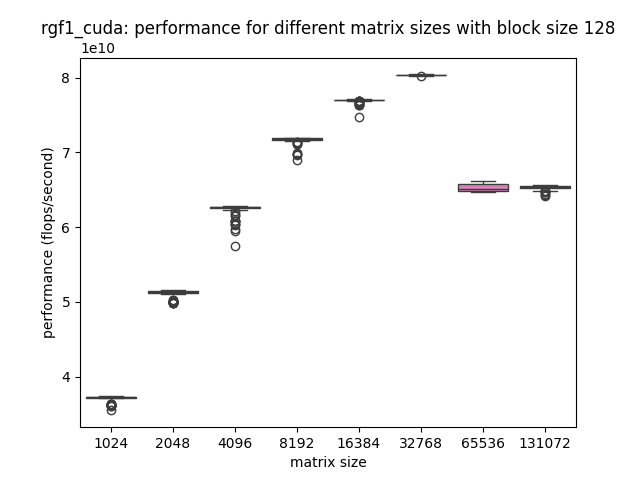 rgf1_cuda: performance for different matrix sizes with block size 128
1e10
8
7
6
5
4
performance (flops/second)
1024 2048 4096 8192 16384 32768 65536 131072
matrix size